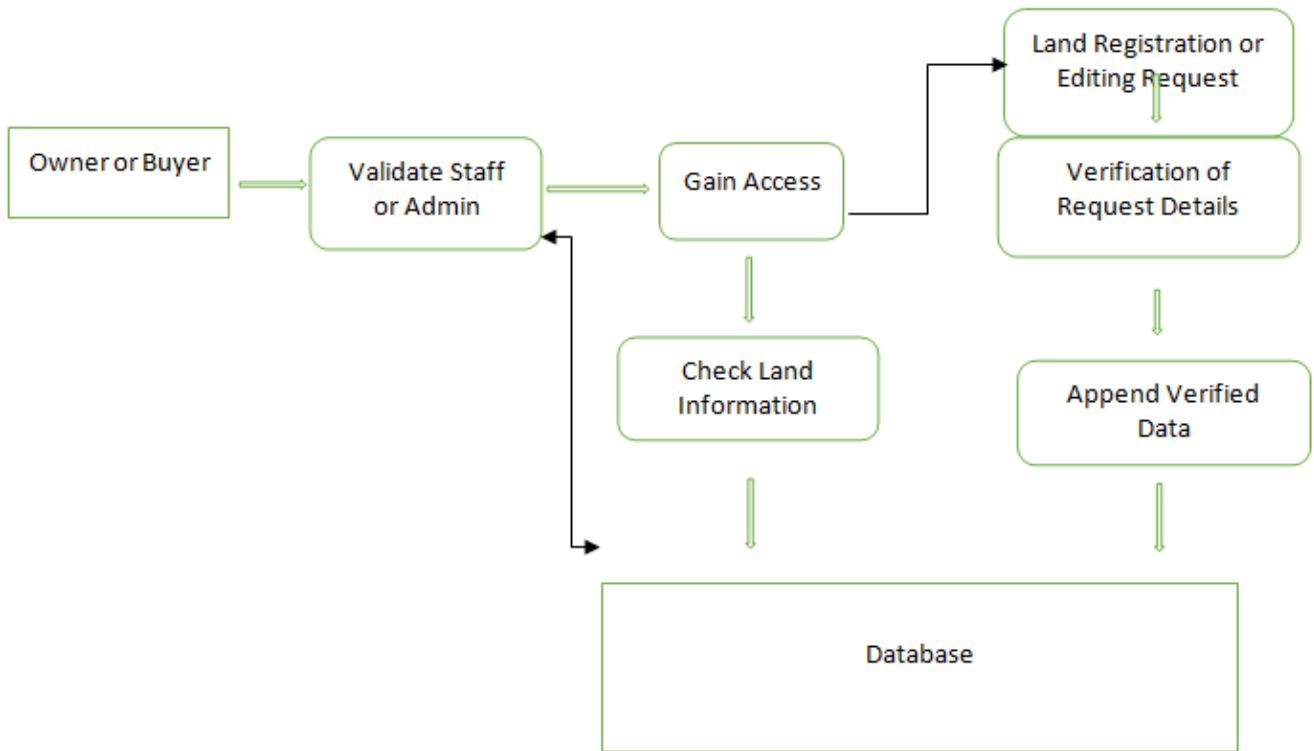 Owner or Buyer
Validate Staff
or Admin
Gain Access
Land Registration or
Editing Request
Verification of
Request Details
Check Land
Information
Append Verified
Data
Database